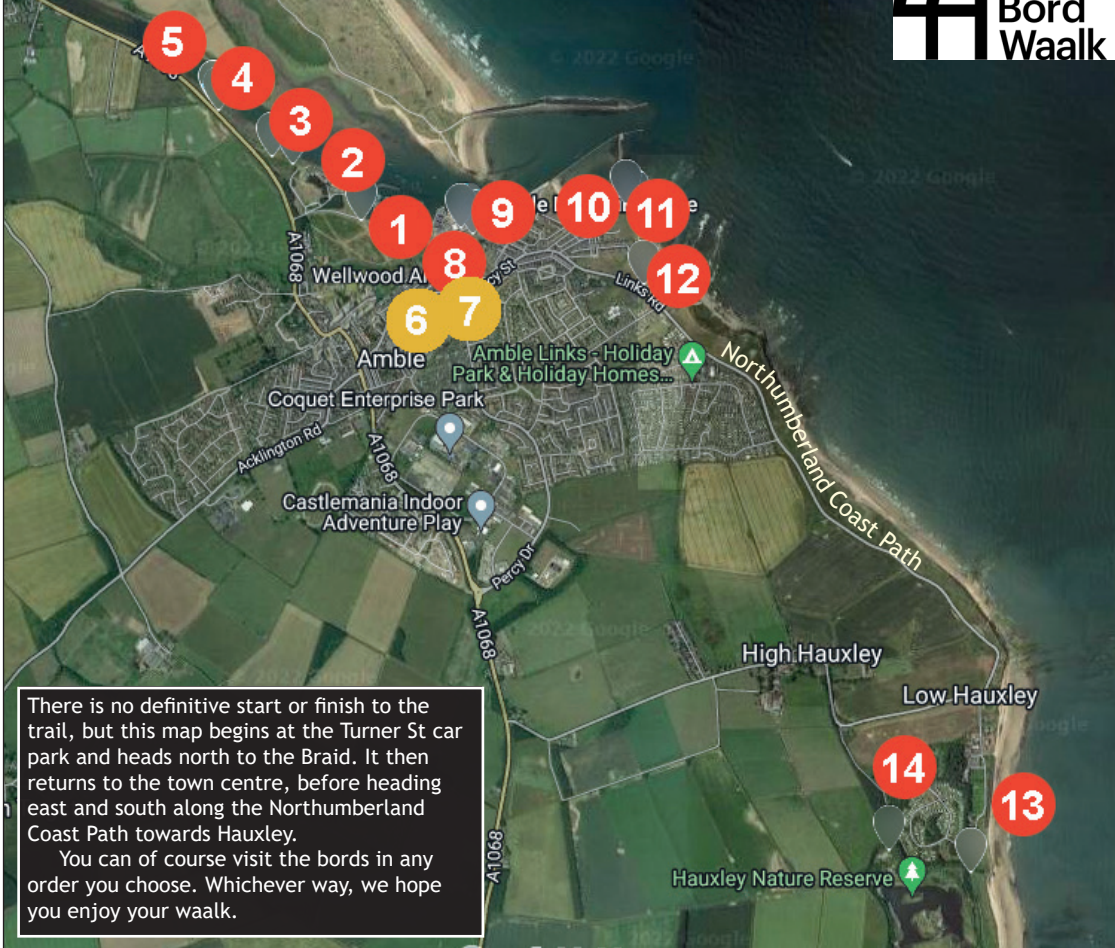 Bord
Waalk
5
4
3
2
1
9
10
11
12
8
6
7
© 2022 Google
2022 Google
A1068
Wellwood
Links Rd
Amble
Amble Links - Holiday
Park & Holiday Homes...
Coquet Enterprise Park
Acklington Rd
A1068
Castlemania Indoor
Adventure Play
Percy Dr
A1068
Northumberland Coast Path
High Hauxley
Low Hauxley
14
13
Hauxley Nature Reserve
A1068
There is no definitive start or finish to the
trail, but this map begins at the Turner St car
park and heads north to the Braid. It then
returns to the town centre, before heading
east and south along the Northumberland
Coast Path towards Hauxley.
You can of course visit the bords in any
order you choose. Whichever way, we hope
you enjoy your waalk.